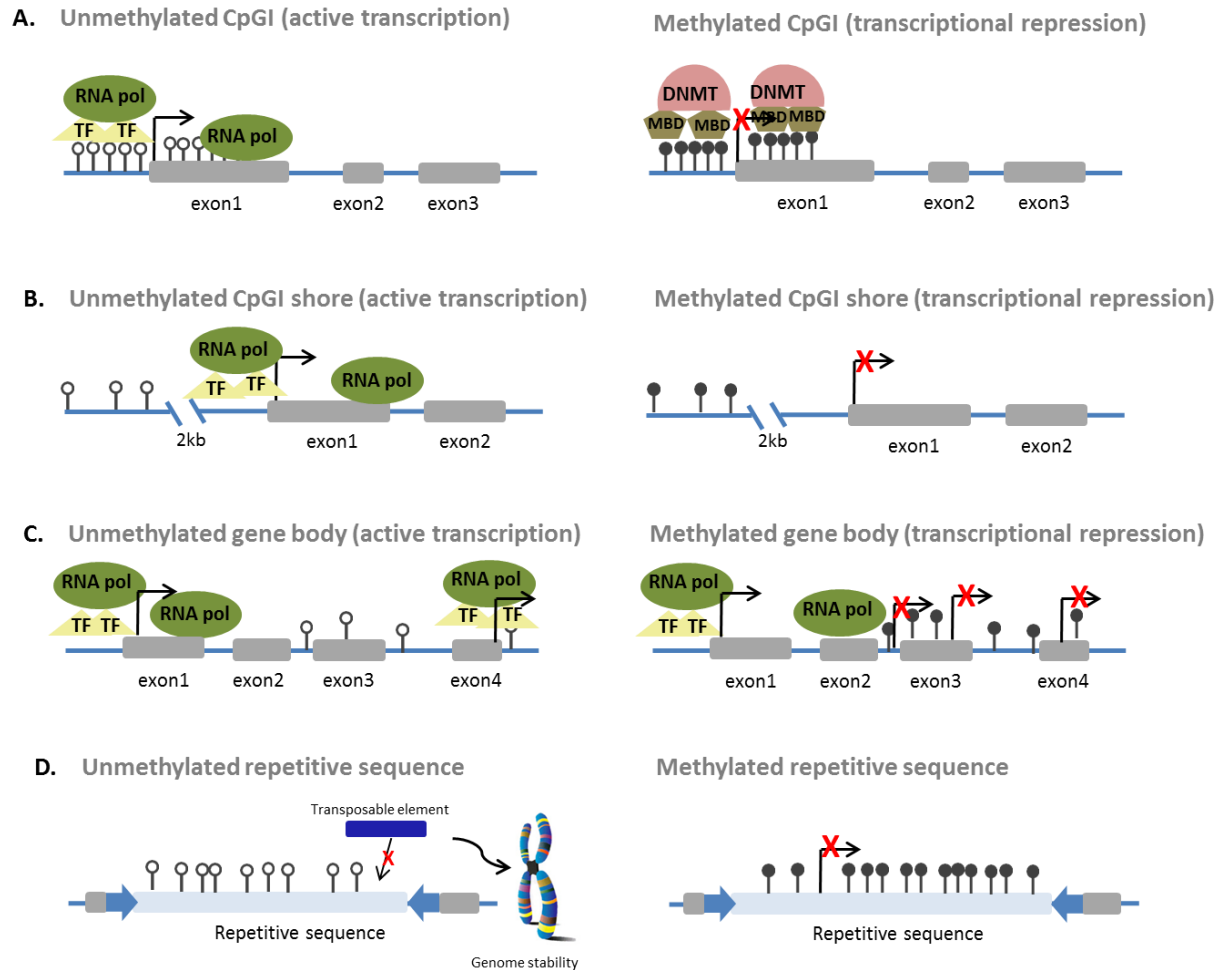 A. Unmethylated CpGI (active transcription)
Methylated CpGI (transcriptional repression)
RNA pol
TF TF
RNA pol
exon1 exon2 exon3
DNMT DNMT
MBD MBD MBD MBD
exon1 exon2 exon3
B. Unmethylated CpGI shore (active transcription)
Methylated CpGI shore (transcriptional repression)
RNA pol
TF TF
RNA pol
2kb exon1 exon2
X
2kb exon1 exon2
C. Unmethylated gene body (active transcription)
Methylated gene body (transcriptional repression)
RNA pol
TF TF
RNA pol
RNA pol
TF TF
exon1 exon2 exon3 exon4
RNA pol
TF TF
RNA pol
X X X
exon1 exon2 exon3 exon4
D. Unmethylated repetitive sequence
Methylated repetitive sequence
Transposable element
X
Repetitive sequence
Genome stability
X
Repetitive sequence